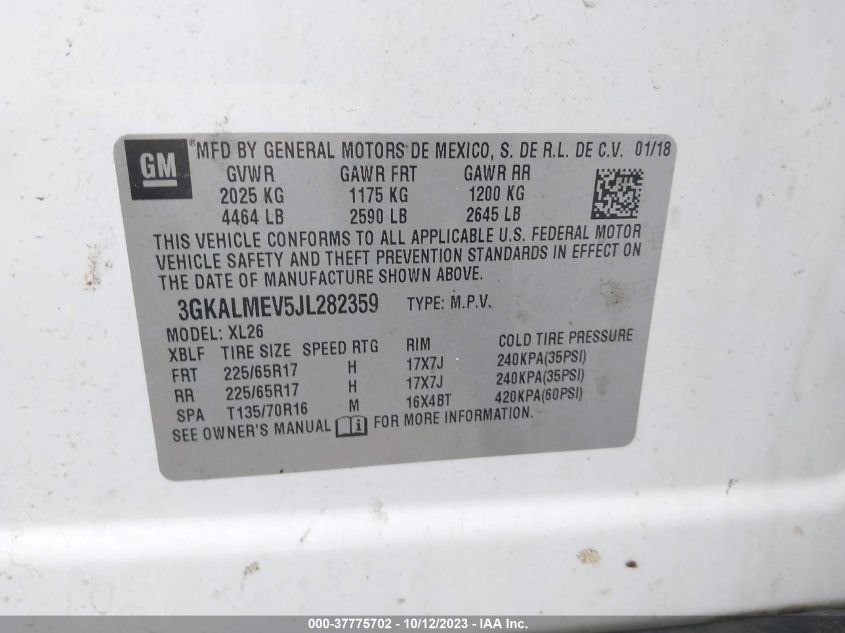 GM ® MFD BY GENERAL MOTORS DE MEXICO, S. DE R.L. DE C.V. 01/18
GVWR GAWR FRT GAWR RR
2025 KG 1175 KG 1200 KG
4464 LB 2590 LB 2645 LB
THIS VEHICLE CONFORMS TO ALL APPLICABLE U.S. FEDERAL MOTOR
VEHICLE SAFETY AND THEFT PREVENTION STANDARDS IN EFFECT ON
THE DATE OF MANUFACTURE SHOWN ABOVE.
3GKALMEV5JL282359 TYPE: M.P.V.
MODEL: XL26
XBLF TIRE SIZE SPEED RTG RIM COLD TIRE PRESSURE
FRT 225/65R17 H 17X7J 240KPA(35PSI)
RR 225/65R17 H 17X7J 240KPA(35PSI)
SPA T135/70R16 M 16X4BT 420KPA(60PSI)
SEE OWNER'S MANUAL FOR MORE INFORMATION.
000-37775702 - 10/12/2023 - IAA Inc.